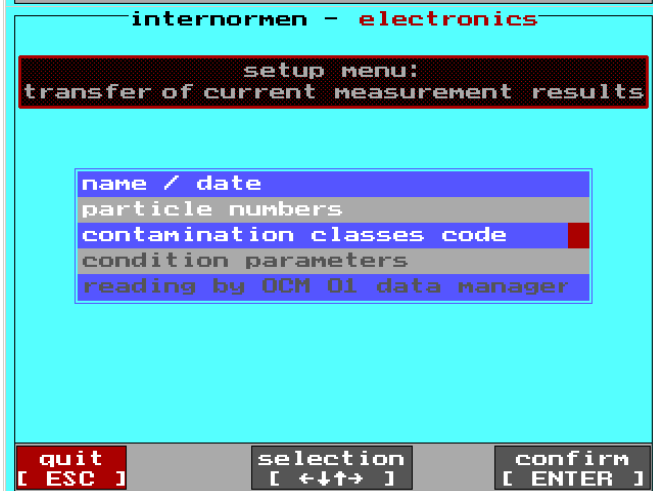 internormen - electronics
setup menu:
transfer of current measurement results
name / date
particle numbers
contamination classes code
condition parameters
reading by OCM 01 data manager
quit
[ ESC ]
selection
[ ←↓↑→ ]
confirm
[ ENTER ]